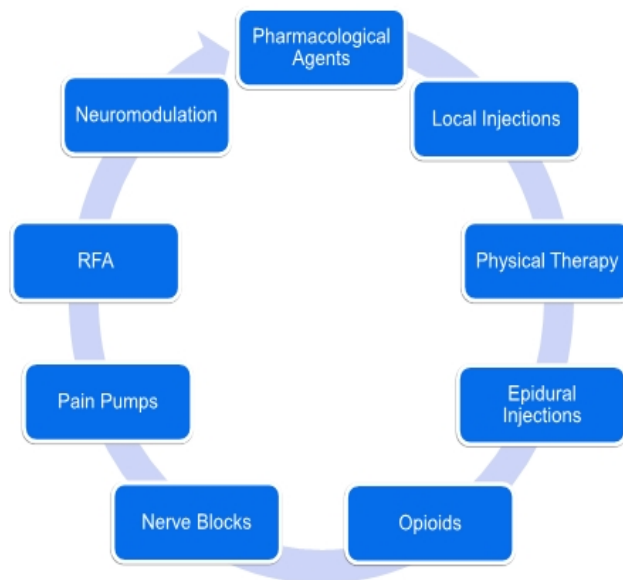 Pharmacological
Agents
Local Injections
Physical Therapy
Epidural
Injections
Opioids
Nerve Blocks
Pain Pumps
RFA
Neuromodulation